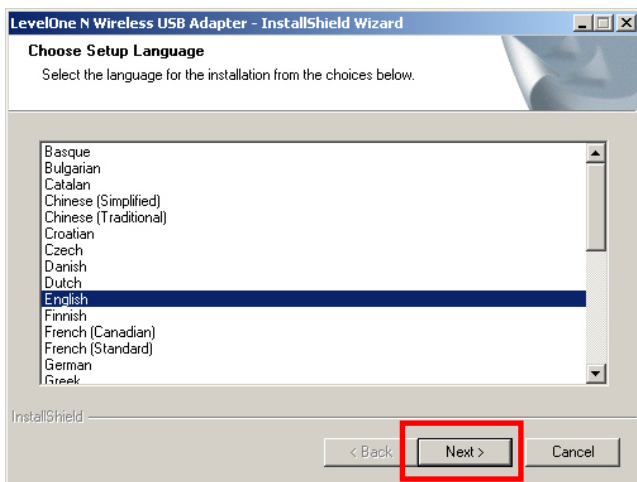 LevelOne N Wireless USB Adapter - InstallShield Wizard
Choose Setup Language
Select the language for the installation from the choices below.
Basque
Bulgarian
Catalan
Chinese (Simplified)
Chinese (Traditional)
Croatian
Czech
Danish
Dutch
English
Finnish
French (Canadian)
French (Standard)
German
Greek
InstallShield
< Back Next > Cancel